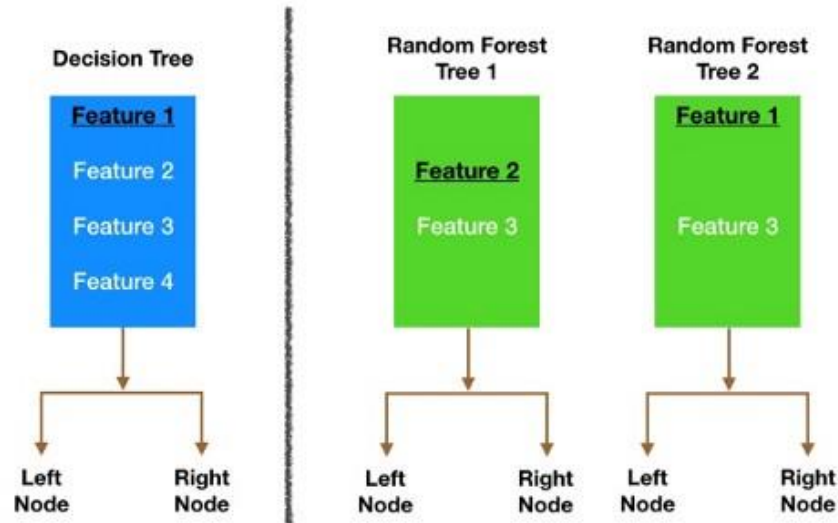 Decision Tree
Feature 1
Feature 2
Feature 3
Feature 4
Left
Node
Right
Node
Random Forest
Tree 1
Feature 2
Feature 3
Left
Node
Right
Node
Random Forest
Tree 2
Feature 1
Feature 3
Left
Node
Right
Node